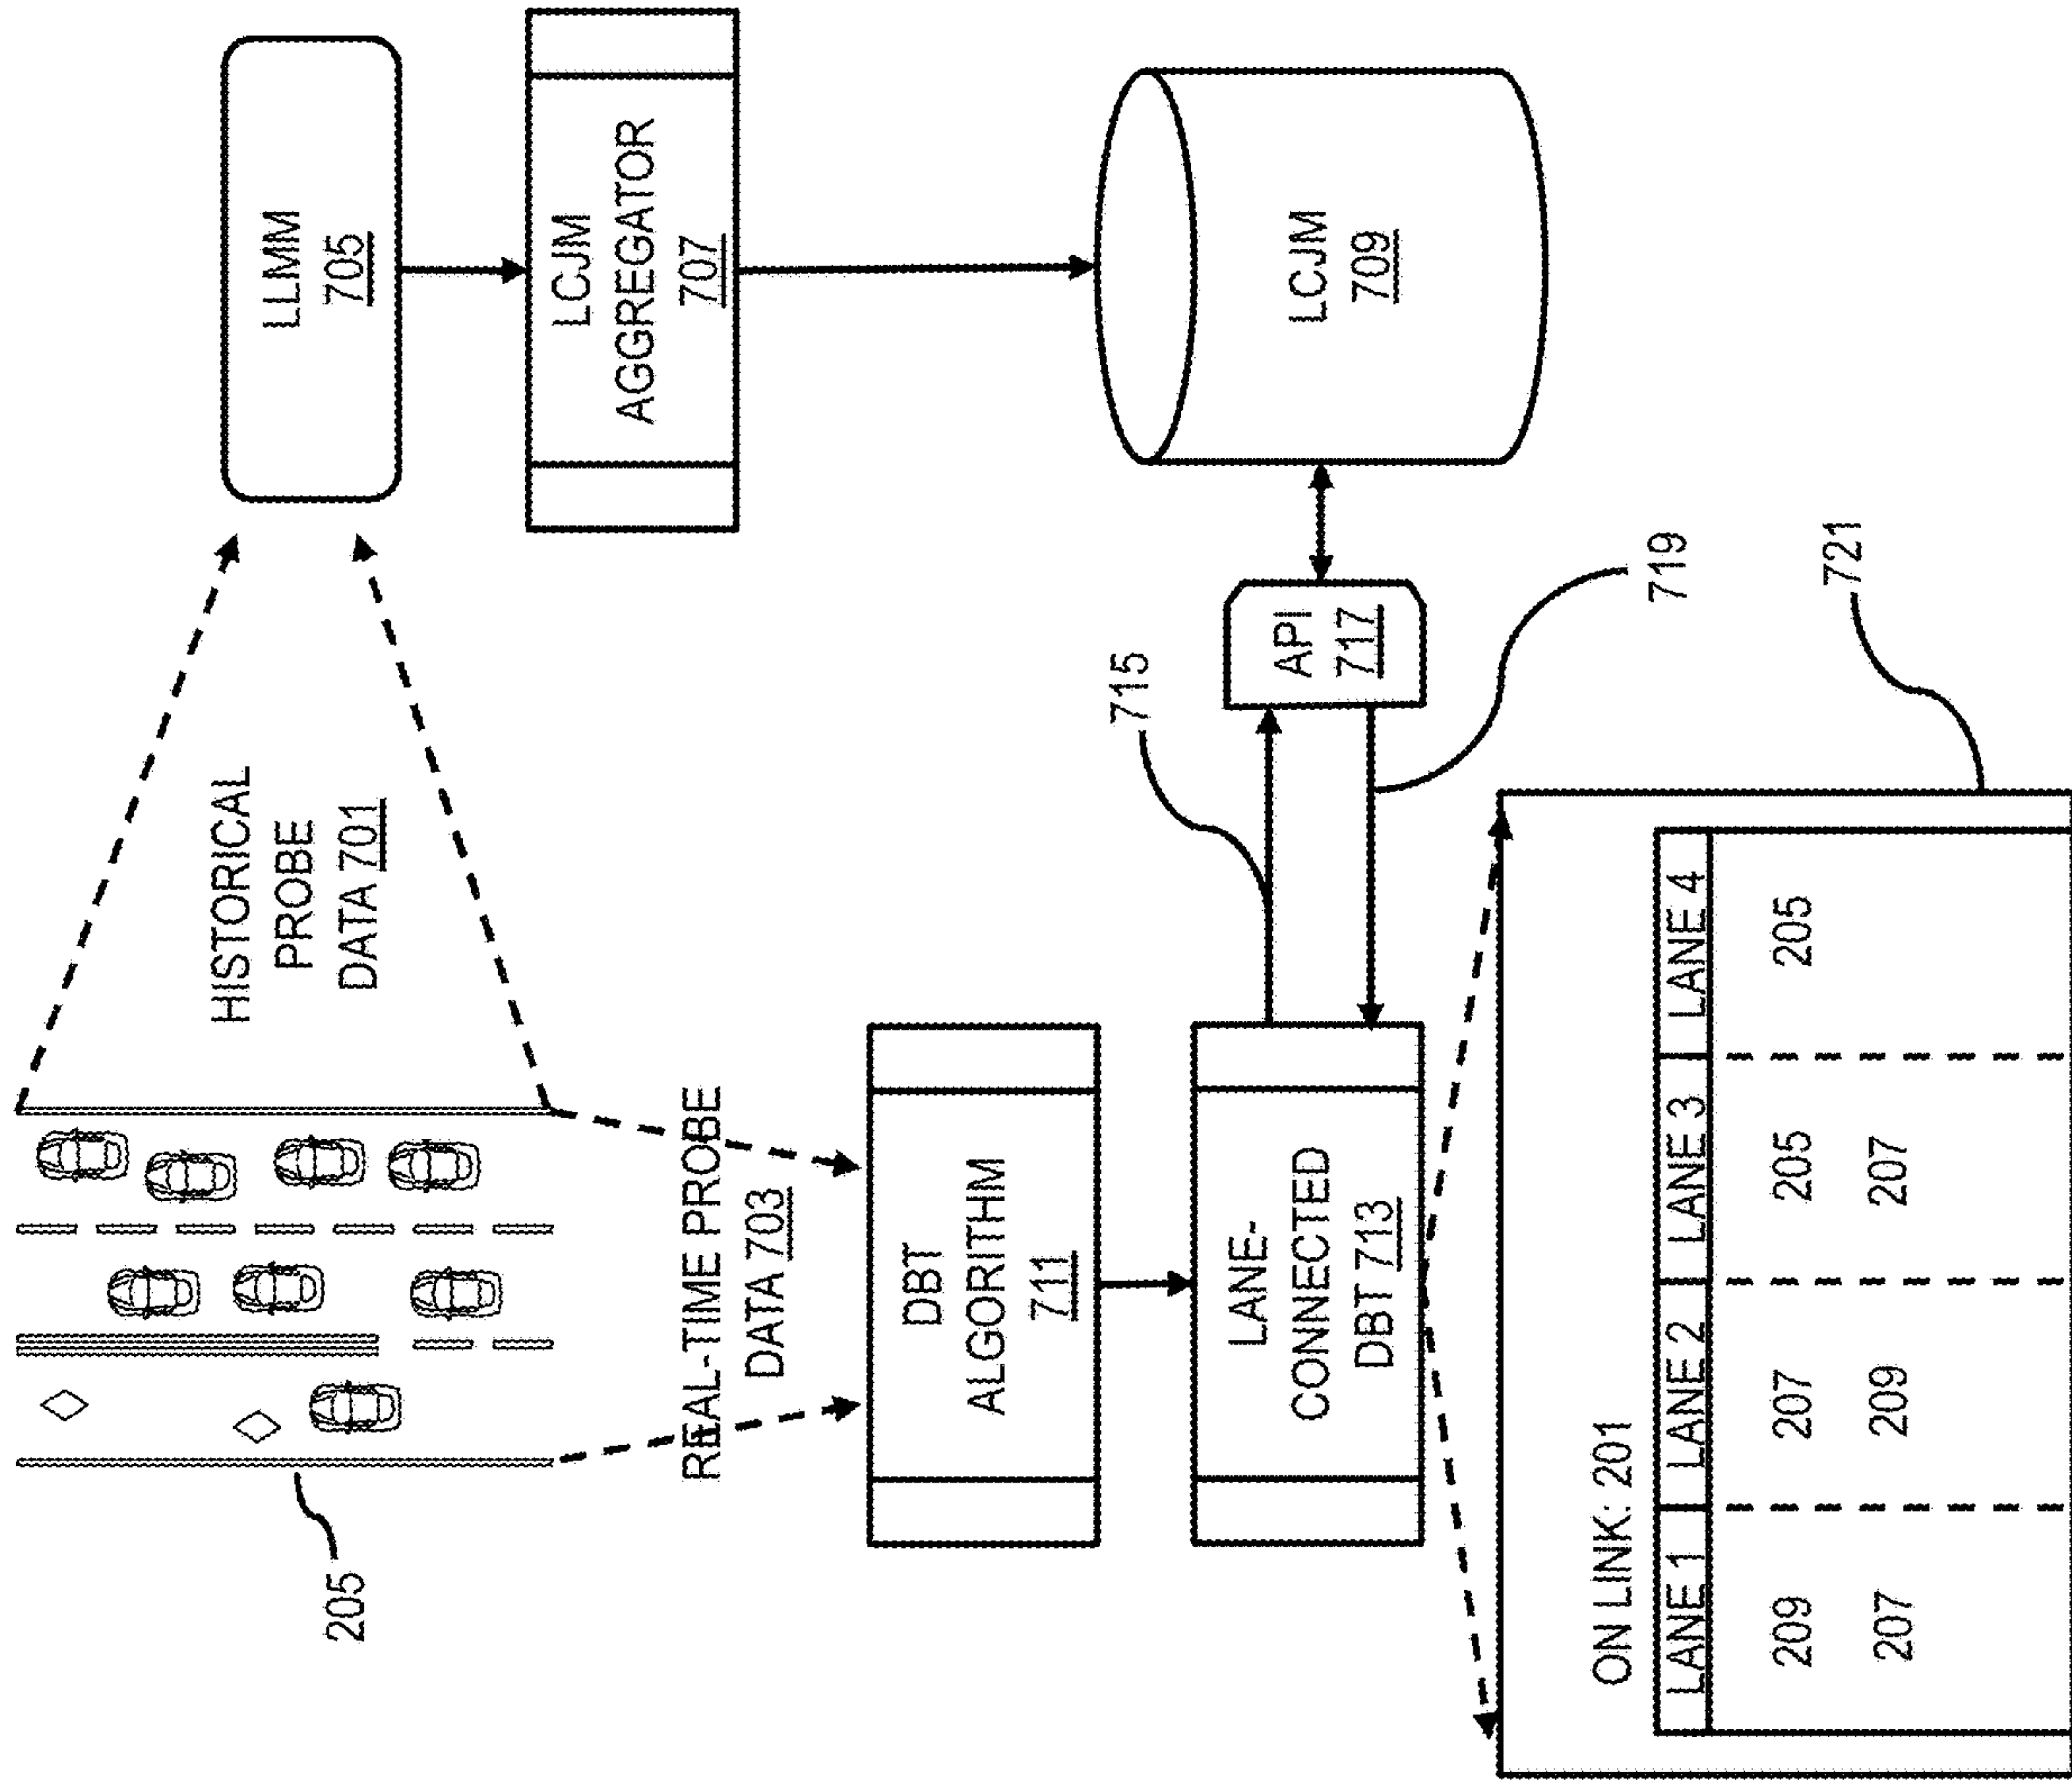 205
HISTORICAL
PROBE
DATA 701
LLMM
705
LCJM
AGGREGATOR
707
REAL-TIME PROBE
DATA 703
DBT
ALGORITHM
711
LANE-
CONNECTED
DBT 713
715
API
717
719
LCJM
709
721
ON LINK: 201
LANE 1 LANE 2 LANE 3 LANE 4
209 207 205 205
207 209 207